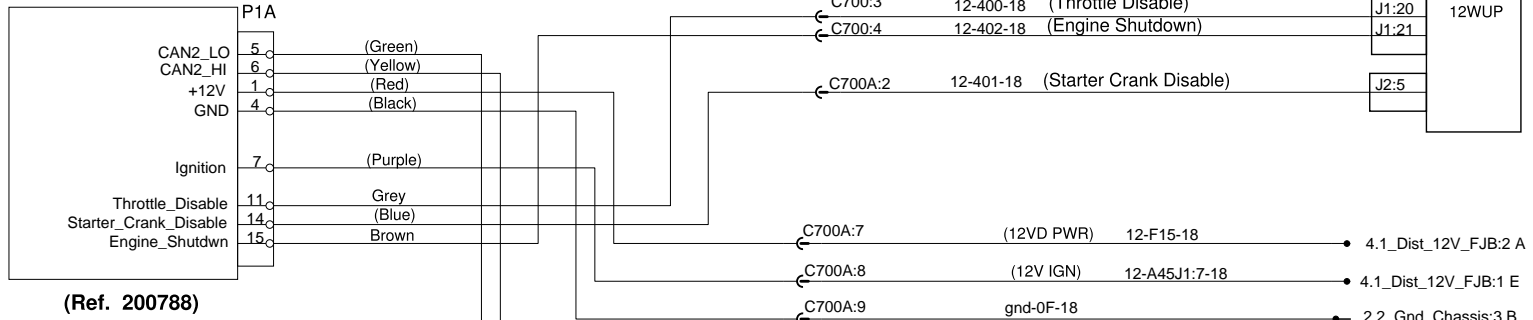 P1A
CAN2_LO 5 (Green)
CAN2_HI 6 (Yellow)
+12V 1 (Red)
GND 4 (Black)
Ignition 7 (Purple)
Throttle_Disable 11 Grey
Starter_Crank_Disable 14 (Blue)
Engine_Shutdwn 15 Brown
(Ref. 200788)
C700:3 12-400-18 (Throttle Disable) J1:20
C700:4 12-402-18 (Engine Shutdown) J1:21
12WUP
C700A:2 12-401-18 (Starter Crank Disable) J2:5
C700A:7 (12VD PWR) 12-F15-18 4.1_Dist_12V_FJB:2 A
C700A:8 (12V IGN) 12-A45J1:7-18 4.1_Dist_12V_FJB:1 E
C700A:9 gnd-0F-18 2.2_Gnd_Chassis:3 B